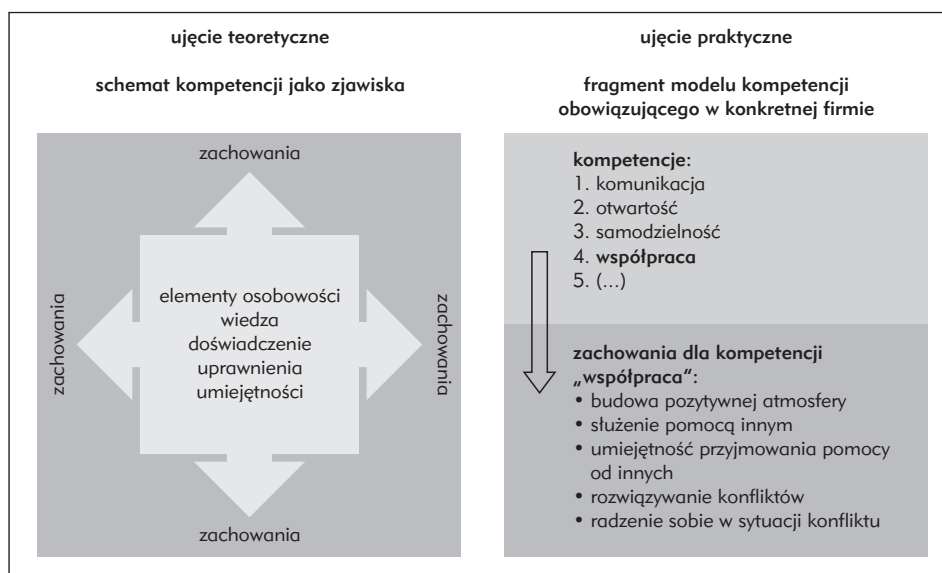 ujęcie teoretyczne
schemat kompetencji jako zjawiska
zachowania
zachowania
elementy osobowości
wiedza
doświadczenie
uprawnienia
umiejętności
zachowania
zachowania
ujęcie praktyczne
fragment modelu kompetencji
obowiązującego w konkretnej firmie
kompetencje:
1. komunikacja
2. otwartość
3. samodzielność
4. współpraca
5. (...)
zachowania dla kompetencji
„współpraca“:
• budowa pozytywnej atmosfery
• służenie pomocą innym
• umiejętność przyjmowania pomocy
od innych
• rozwiązywanie konfliktów
• radzenie sobie w sytuacji konfliktu